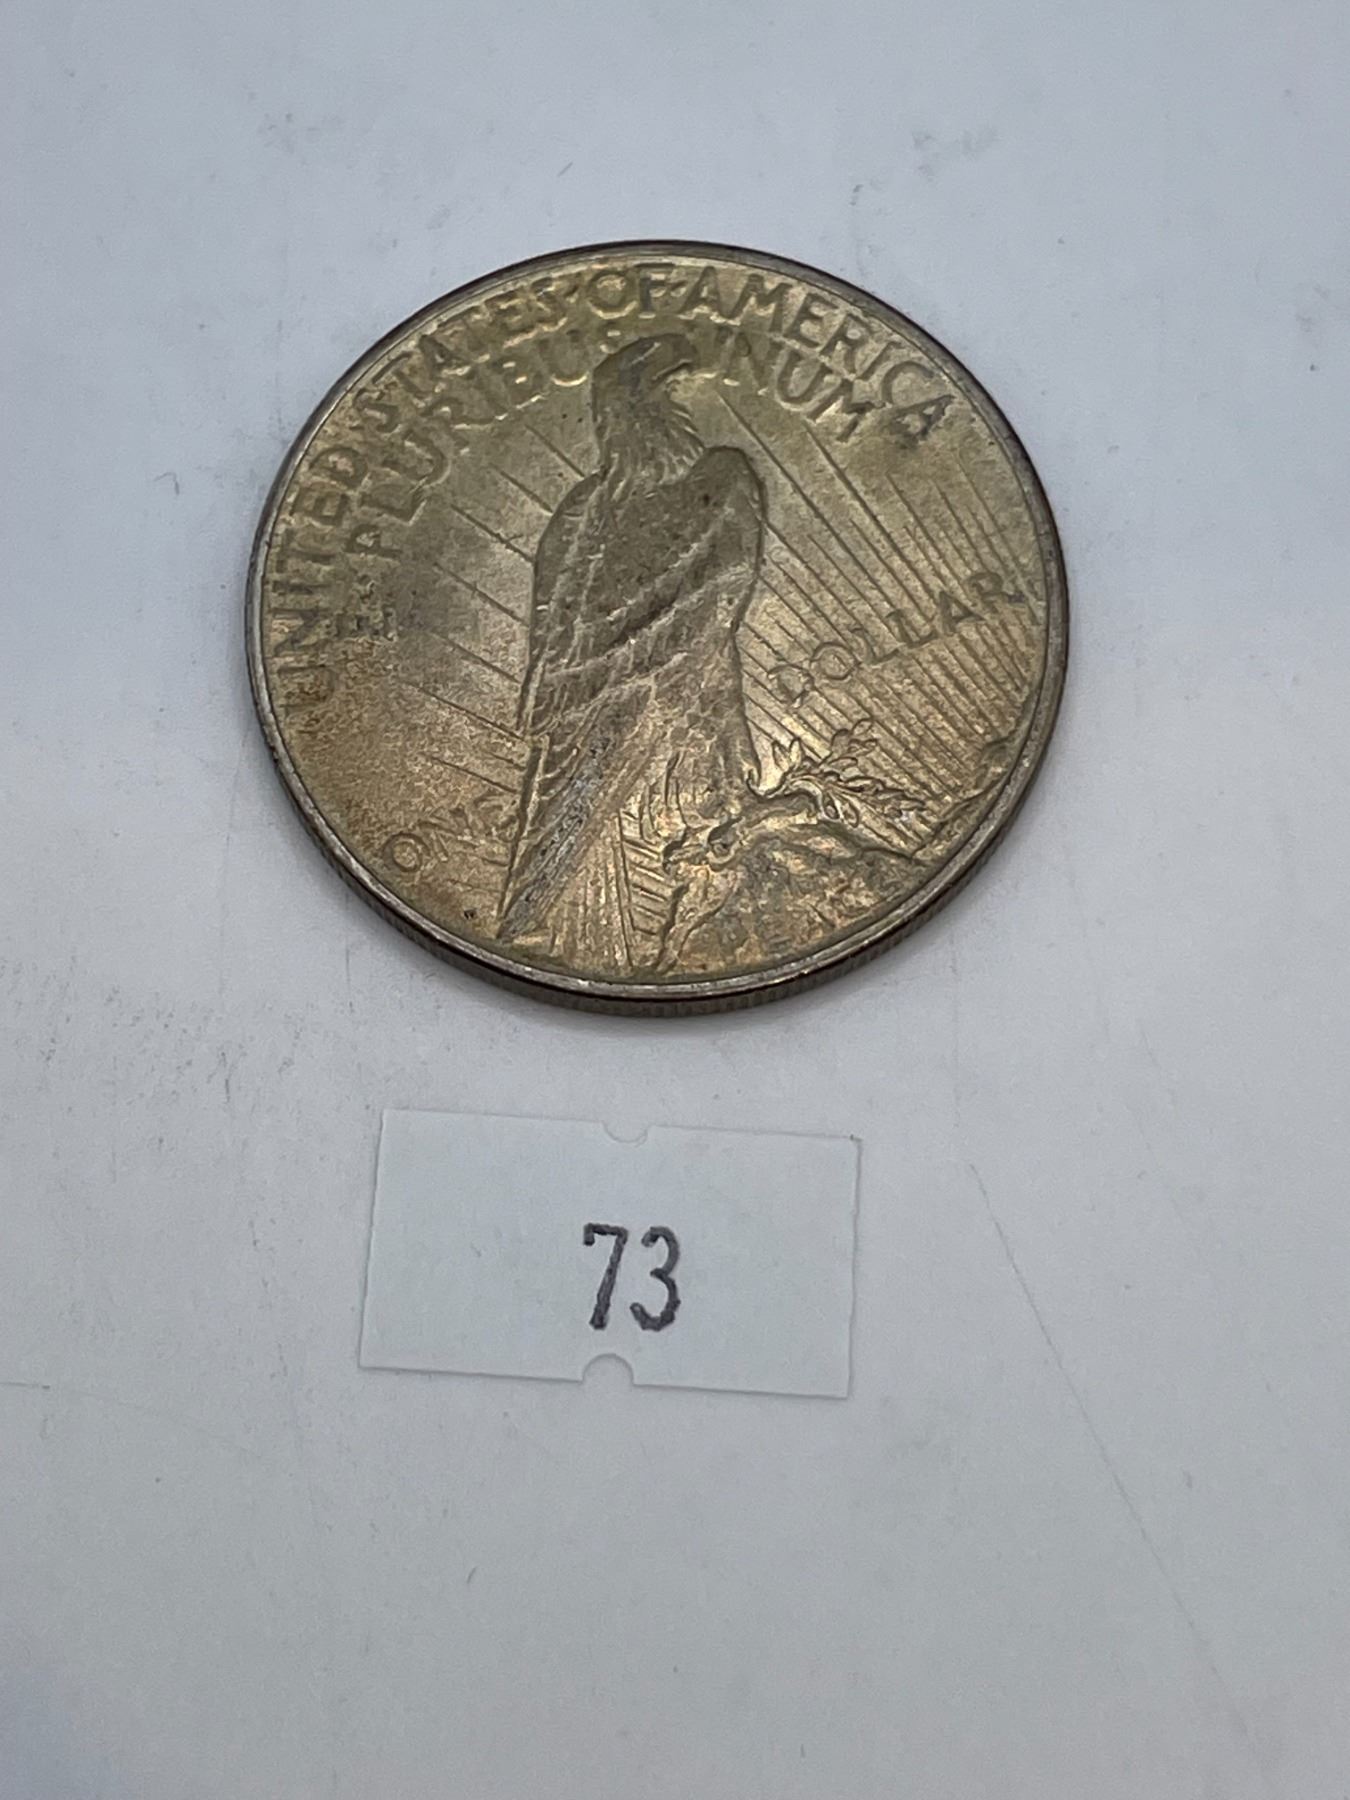 UNITED·STATES·OF·AMERICA
PLURIBUS UNUM
ONE DOLLAR
73